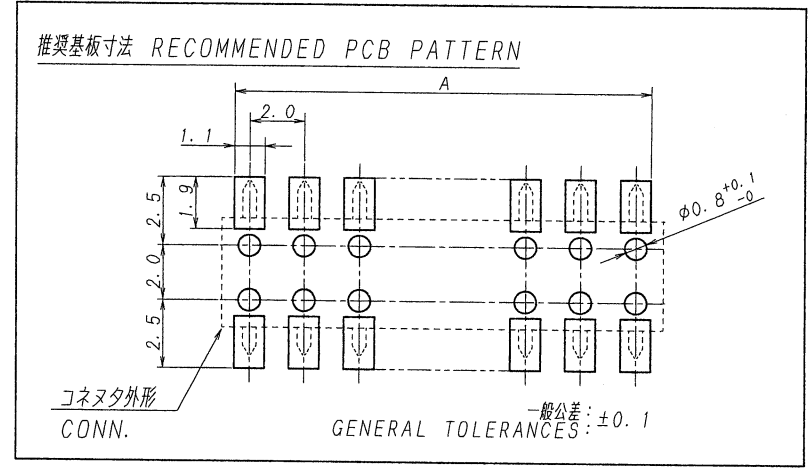 推奨基板寸法 RECOMMENDED PCB PATTERN
A
2.0
1.1
2.5
1.9
φ0.8 +0.1 -0
2.0
2.5
コネヌタ外形
CONN.
一般公差:
GENERAL TOLERANCES: ±0.1